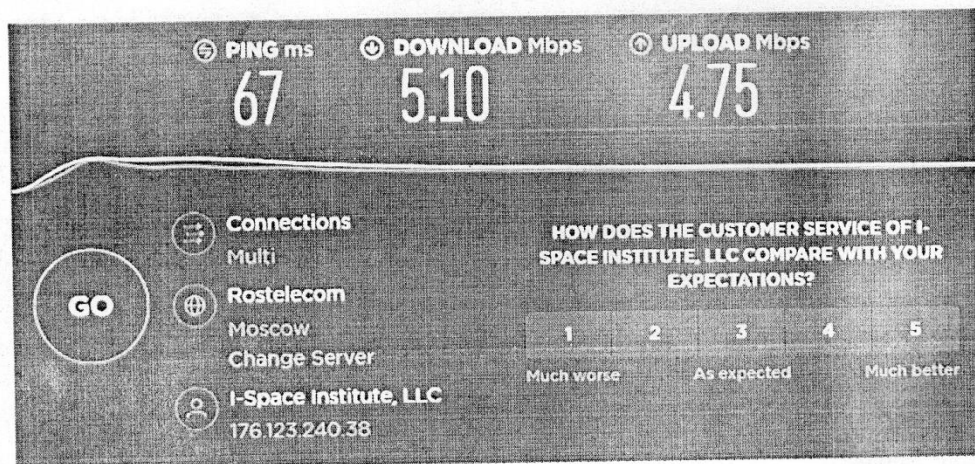 PING ms
67
DOWNLOAD Mbps
5.10
UPLOAD Mbps
4.75
GO
Connections
Multi
Rostelecom
Moscow
Change Server
I-Space Institute, LLC
176.123.240.38
HOW DOES THE CUSTOMER SERVICE OF I-
SPACE INSTITUTE, LLC COMPARE WITH YOUR
EXPECTATIONS?
1 2 3 4 5
Much worse As expected Much better